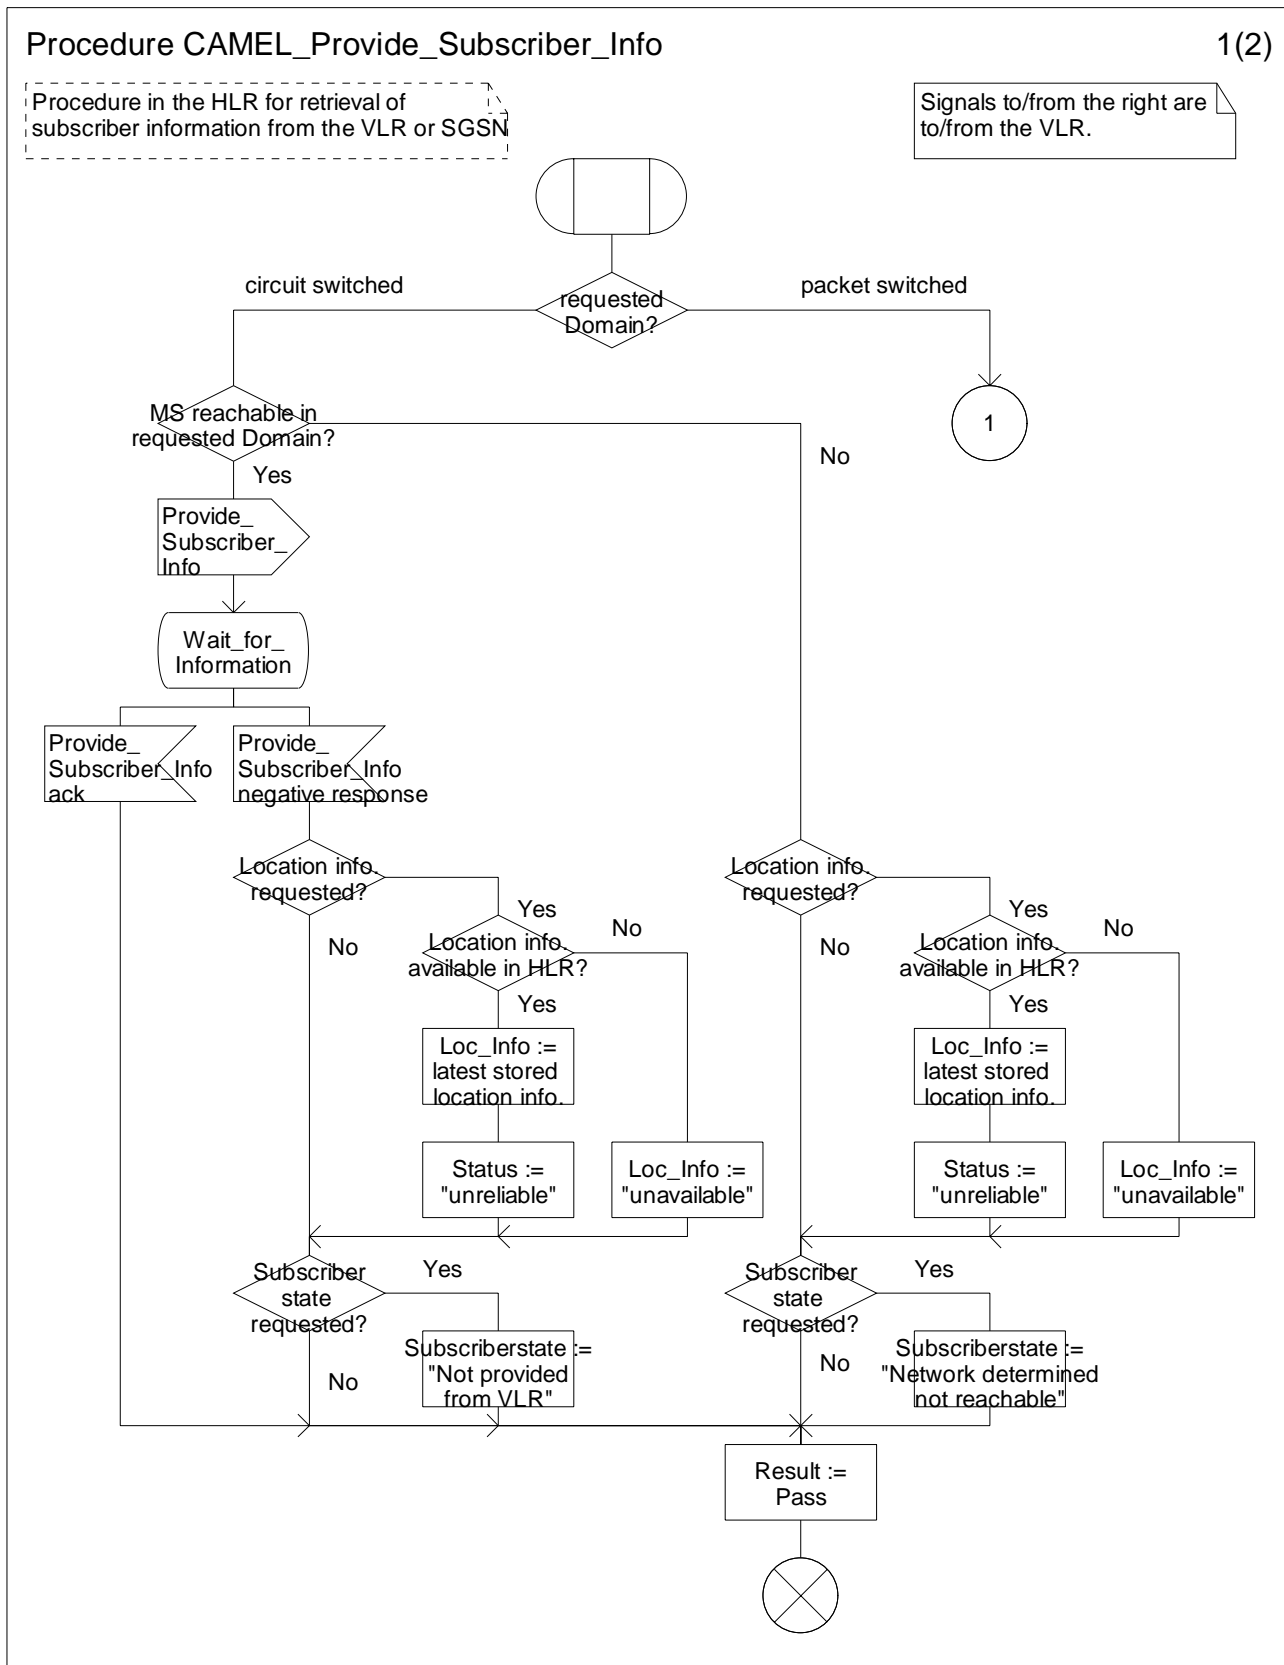 Procedure CAMEL_Provide_Subscriber_Info
1(2)
Procedure in the HLR for retrieval of
subscriber information from the VLR or SGSN
Signals to/from the right are
to/from the VLR.
circuit switched
requested
Domain?
packet switched
MS reachable in
requested Domain?
1
No
Yes
Provide_
Subscriber_
Info
Wait_for_
Information
Provide_
Subscriber_Info
ack
Provide_
Subscriber_Info
negative response
Location info.
requested?
Yes
No
No
Location info.
available in HLR?
Yes
Loc_Info :=
latest stored
location info.
Status :=
"unreliable"
Loc_Info :=
"unavailable"
Location info.
requested?
Yes
No
No
Location info.
available in HLR?
Yes
Loc_Info :=
latest stored
location info.
Status :=
"unreliable"
Loc_Info :=
"unavailable"
Subscriber
state
requested?
Yes
No
Subscriberstate :=
"Not provided
from VLR"
Subscriber
state
requested?
Yes
No
Subscriberstate :=
"Network determined
not reachable"
Result :=
Pass